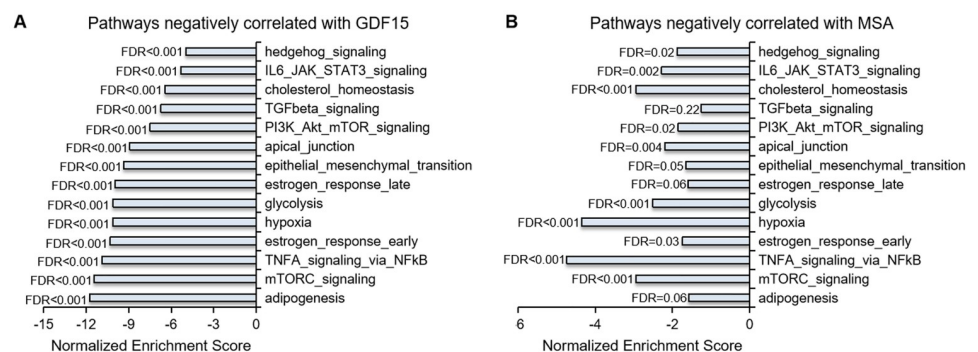 A
Pathways negatively correlated with GDF15
FDR<0.001 hedgehog_signaling
FDR<0.001 IL6_JAK_STAT3_signaling
FDR<0.001 cholesterol_homeostasis
FDR<0.001 TGFbeta_signaling
FDR<0.001 PI3K_Akt_mTOR_signaling
FDR<0.001 apical_junction
FDR<0.001 epithelial_mesenchymal_transition
FDR<0.001 estrogen_response_late
FDR<0.001 glycolysis
FDR<0.001 hypoxia
FDR<0.001 estrogen_response_early
FDR<0.001 TNFA_signaling_via_NFkB
FDR<0.001 mTORC_signaling
FDR<0.001 adipogenesis
-15 -12 -9 -6 -3 0
Normalized Enrichment Score
B
Pathways negatively correlated with MSA
FDR=0.02 hedgehog_signaling
FDR=0.002 IL6_JAK_STAT3_signaling
FDR<0.001 cholesterol_homeostasis
FDR=0.22 TGFbeta_signaling
FDR=0.02 PI3K_Akt_mTOR_signaling
FDR=0.004 apical_junction
FDR=0.05 epithelial_mesenchymal_transition
FDR=0.06 estrogen_response_late
FDR<0.001 glycolysis
FDR<0.001 hypoxia
FDR=0.03 estrogen_response_early
FDR<0.001 TNFA_signaling_via_NFkB
FDR<0.001 mTORC_signaling
FDR=0.06 adipogenesis
6 -4 -2 0
Normalized Enrichment Score